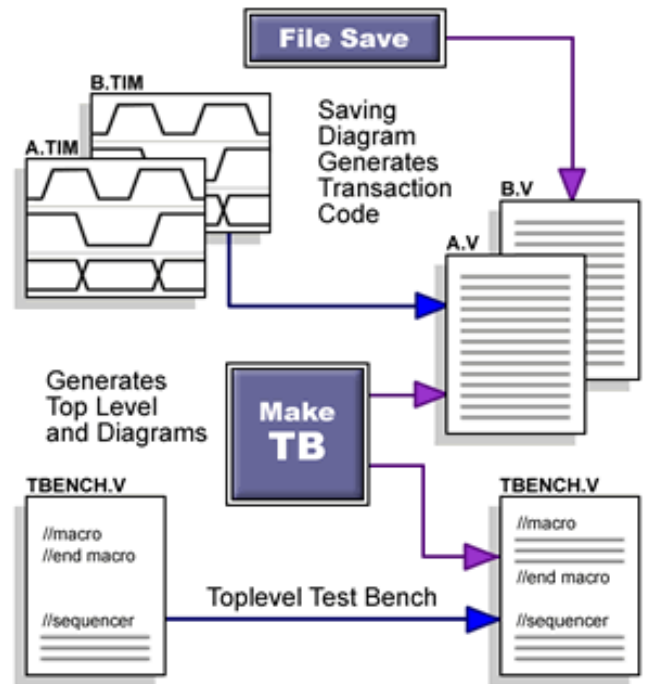 File Save
B.TIM
A.TIM
Saving
Diagram
Generates
Transaction
Code
B.V
A.V
Generates
Top Level
and Diagrams
Make
TB
TBENCH.V
//macro
//end macro
//sequencer
Toplevel Test Bench
TBENCH.V
//macro
//end macro
//sequencer